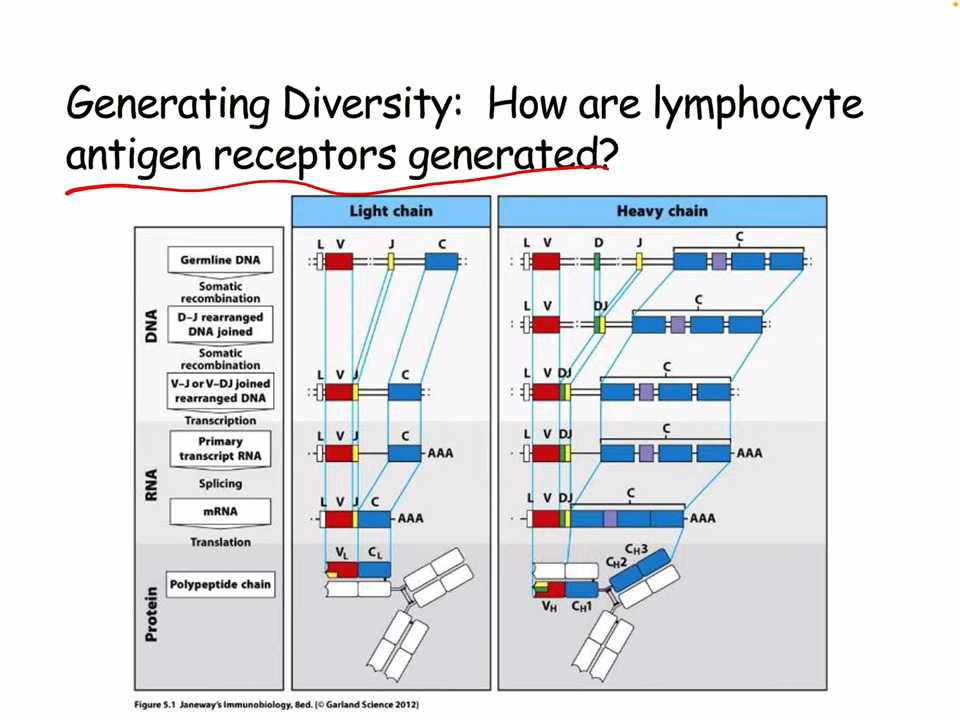 Generating Diversity: How are lymphocyte
antigen receptors generated?
Light chain
Heavy chain
DNA
Germline DNA
Somatic
recombination
D–J rearranged
DNA joined
Somatic
recombination
V–J or V–DJ joined
rearranged DNA
Transcription
RNA
Primary
transcript RNA
Splicing
mRNA
Translation
Protein
Polypeptide chain
L V J C
L V J C
L V J C
AAA
L V J C
AAA
VL CL
L V D J C
L V DJ C
L V DJ C
L V DJ C
AAA
L V DJ C
AAA
CH3
CH2
VH CH1
Figure 5.1 Janeway's Immunobiology, 8ed. (© Garland Science 2012)